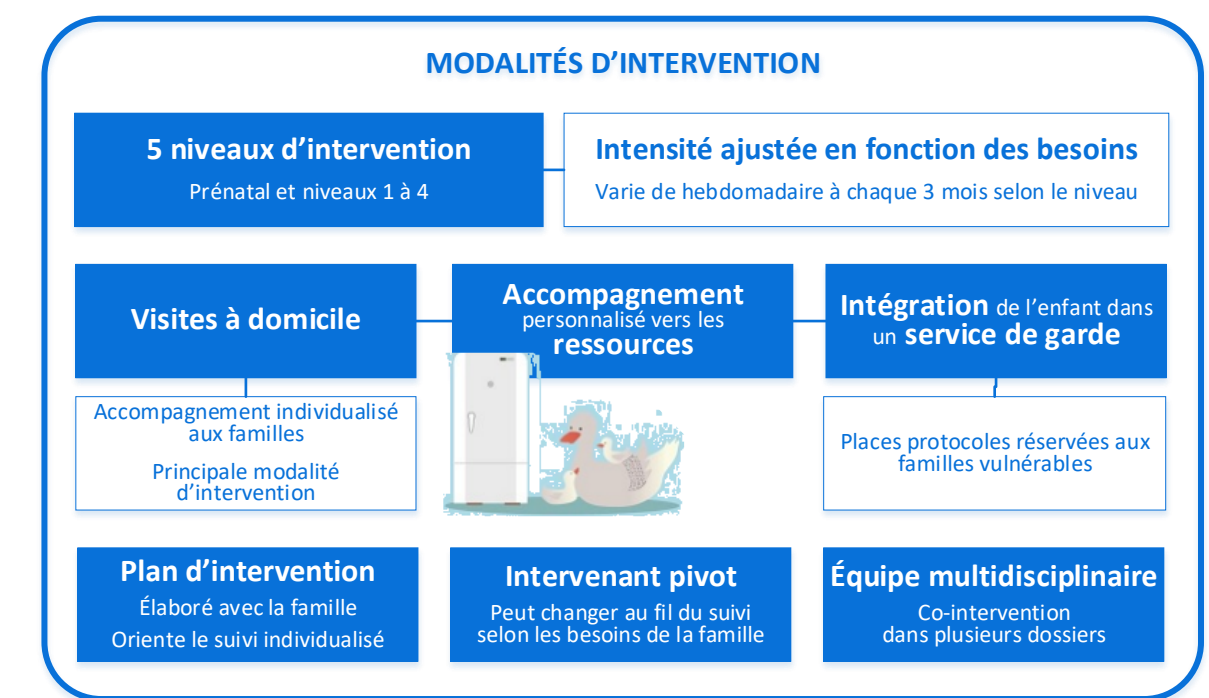 MODALITÉS D’INTERVENTION
5 niveaux d’intervention
Prénatal et niveaux 1 à 4
Intensité ajustée en fonction des besoins
Varie de hebdomadaire à chaque 3 mois selon le niveau
Visites à domicile
Accompagnement
personnalisé vers les
ressources
Intégration de l’enfant dans
un service de garde
Accompagnement individualisé
aux familles
Principale modalité
d’intervention
Places protocoles réservées aux
familles vulnérables
Plan d’intervention
Élaboré avec la famille
Oriente le suivi individualisé
Intervenant pivot
Peut changer au fil du suivi
selon les besoins de la famille
Équipe multidisciplinaire
Co-intervention
dans plusieurs dossiers